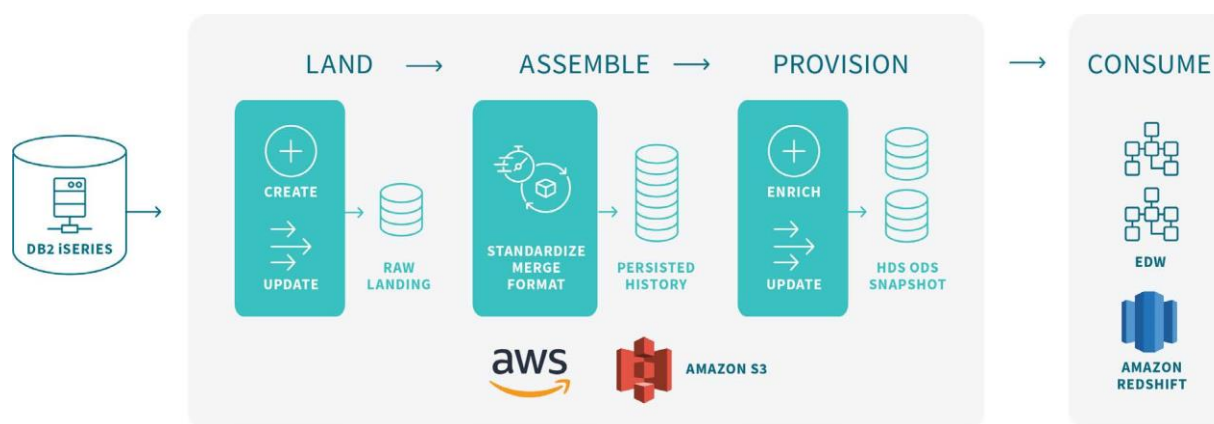 LAND
ASSEMBLE
PROVISION
CONSUME
DB2 iSERIES
CREATE
UPDATE
RAW
LANDING
STANDARDIZE
MERGE
FORMAT
PERSISTED
HISTORY
ENRICH
UPDATE
HDS ODS
SNAPSHOT
EDW
aws
AMAZON S3
AMAZON
REDSHIFT